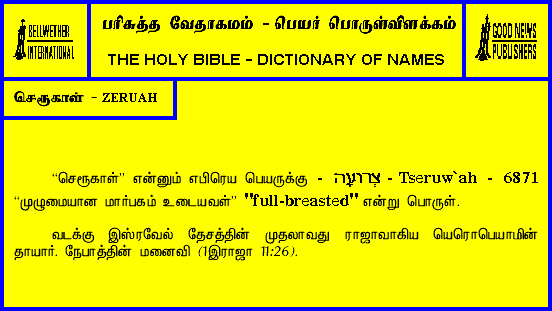 BELLWETHER
INTERNATIONAL
பரிசுத்த வேதாகமம் - பெயர் பொருள்விளக்கம்
THE HOLY BIBLE - DICTIONARY OF NAMES
GOOD NEWS
PUBLISHERS
செரூகாள் - ZERUAH
“செரூகாள்” என்னும் எபிரெய பெயருக்கு - צְרוּעָה - Tseruw`ah - 6871
“முழுமையான மார்பகம் உடையவள்” "full-breasted" என்று பொருள்.
வடக்கு இஸ்ரவேல் தேசத்தின் முதலாவது ராஜாவாகிய யெரொபெயாமின்
தாயார். நேபாத்தின் மனைவி (1இராஜா 11:26).